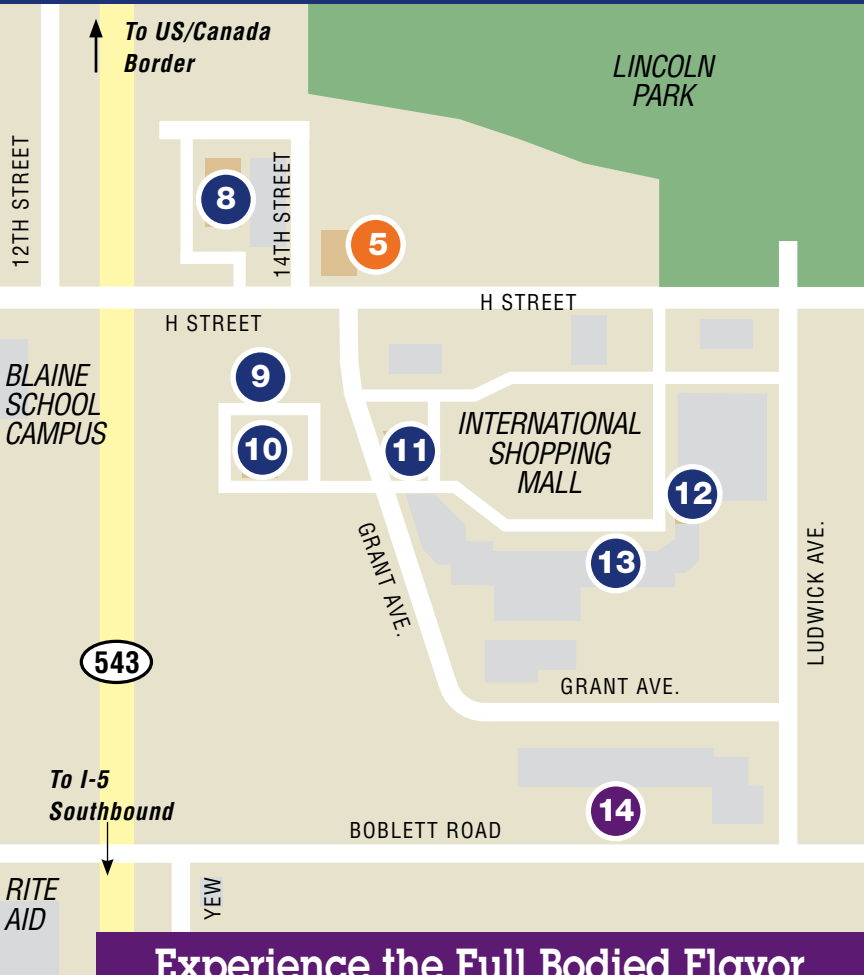 To US/Canada
Border
LINCOLN
PARK
12TH STREET
8
14TH STREET
5
H STREET
H STREET
BLAINE
SCHOOL
CAMPUS
9
10
11
INTERNATIONAL
SHOPPING
MALL
12
13
GRANT AVE.
LUDWICK AVE.
543
GRANT AVE.
To I-5
Southbound
14
BOBLETT ROAD
RITE
AID
YEW
Experience the Full Bodied Flavor